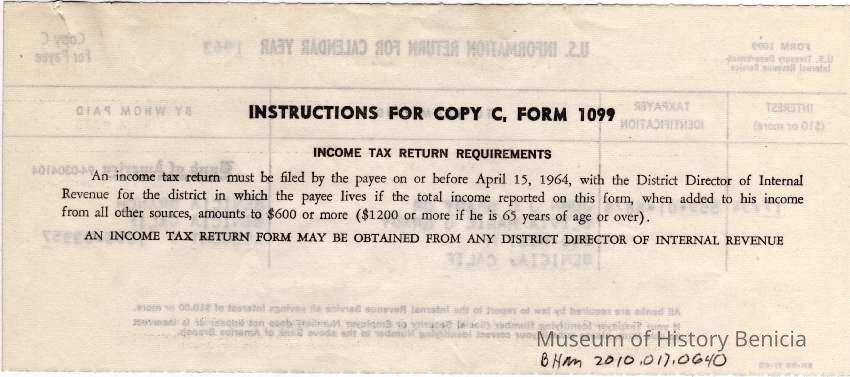 INSTRUCTIONS FOR COPY C, FORM 1099
INCOME TAX RETURN REQUIREMENTS
An income tax return must be filed by the payee on or before April 15, 1964, with the District Director of Internal
Revenue for the district in which the payee lives if the total income reported on this form, when added to his income
from all other sources, amounts to $600 or more ($1200 or more if he is 65 years of age or over).
AN INCOME TAX RETURN FORM MAY BE OBTAINED FROM ANY DISTRICT DIRECTOR OF INTERNAL REVENUE
Museum of History Benicia
BHM 2010.017.0640